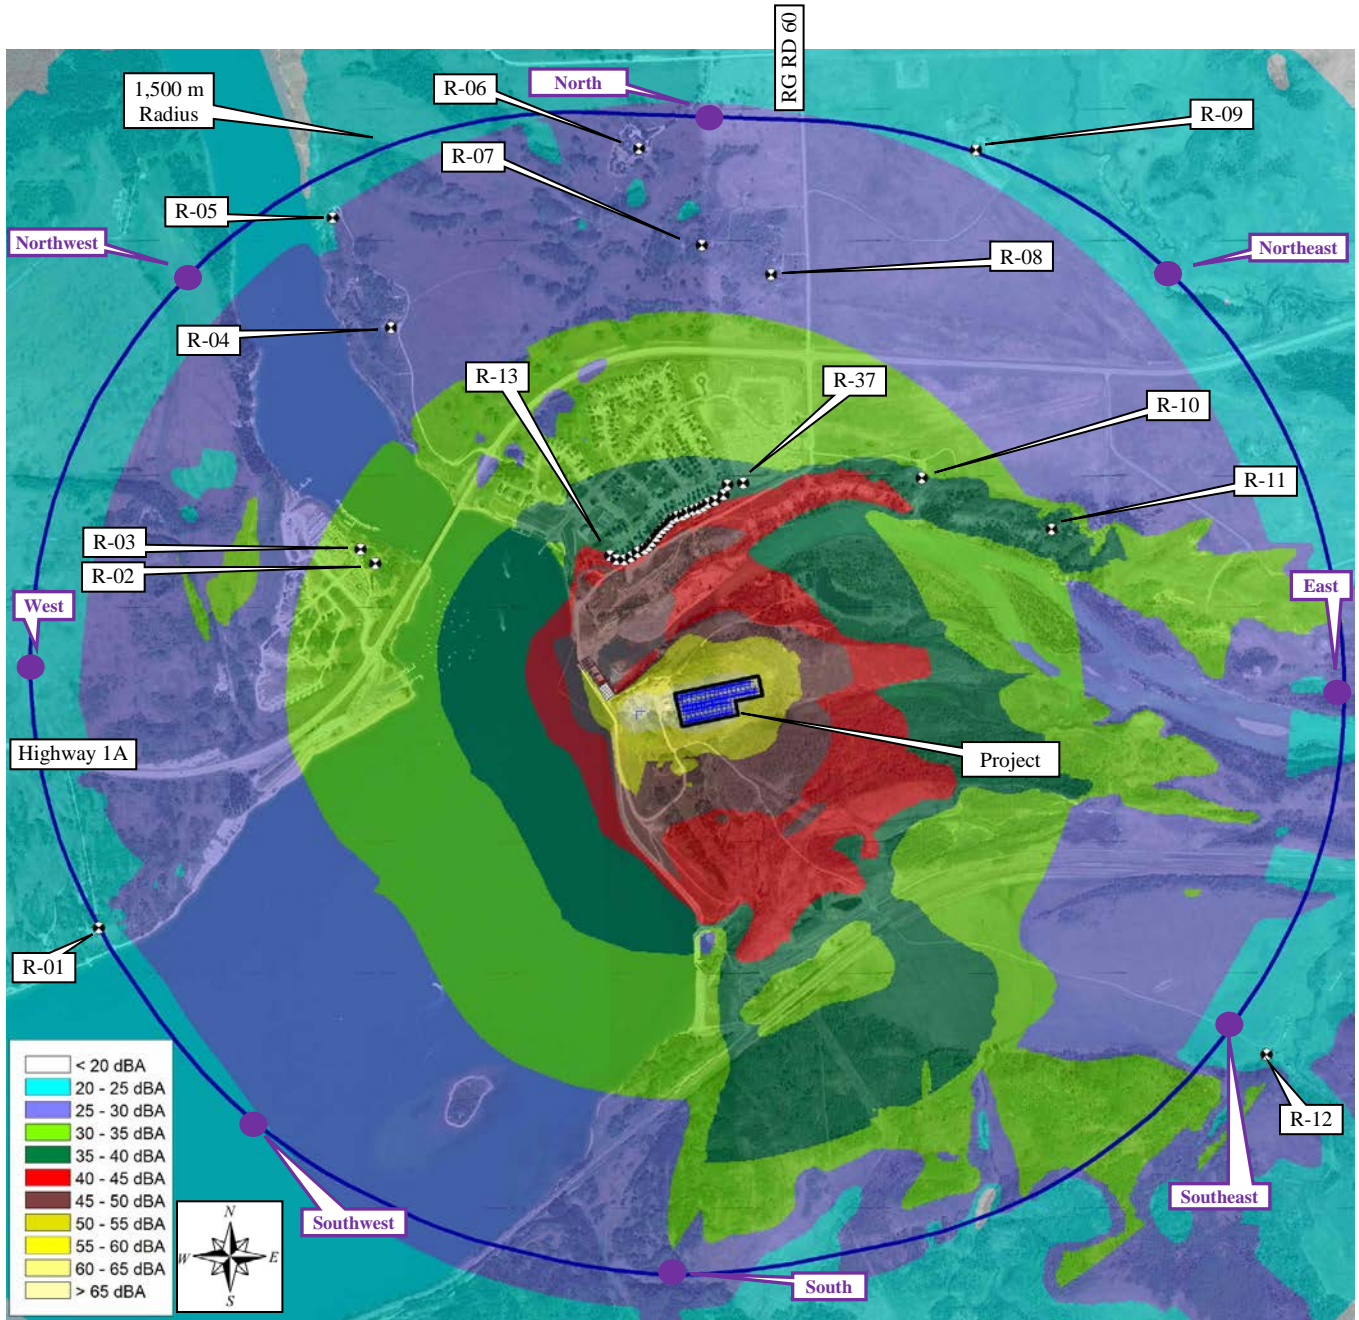 RG RD 60
North
1,500 m
Radius
R-06
R-09
R-07
R-05
Northwest
Northeast
R-08
R-04
R-13
R-37
R-10
R-11
R-03
R-02
West
East
Highway 1A
Project
R-01
R-12
Southeast
Southwest
South
< 20 dBA
20 - 25 dBA
25 - 30 dBA
30 - 35 dBA
35 - 40 dBA
40 - 45 dBA
45 - 50 dBA
50 - 55 dBA
55 - 60 dBA
60 - 65 dBA
> 65 dBA
N
W E
S